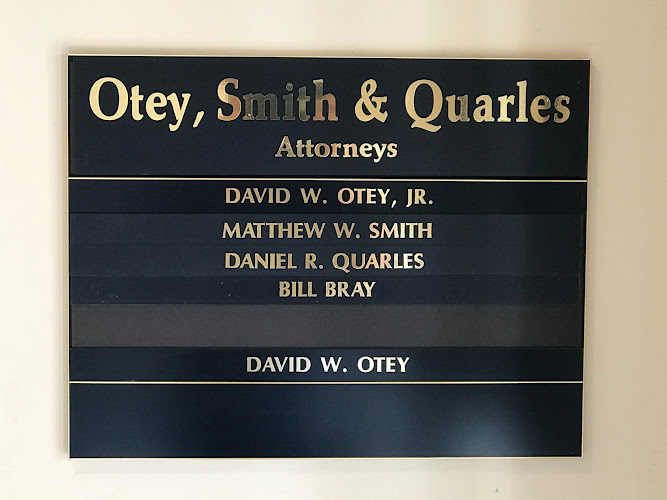 Otey, Smith & Quarles
Attorneys
DAVID W. OTEY, JR.
MATTHEW W. SMITH
DANIEL R. QUARLES
BILL BRAY
DAVID W. OTEY